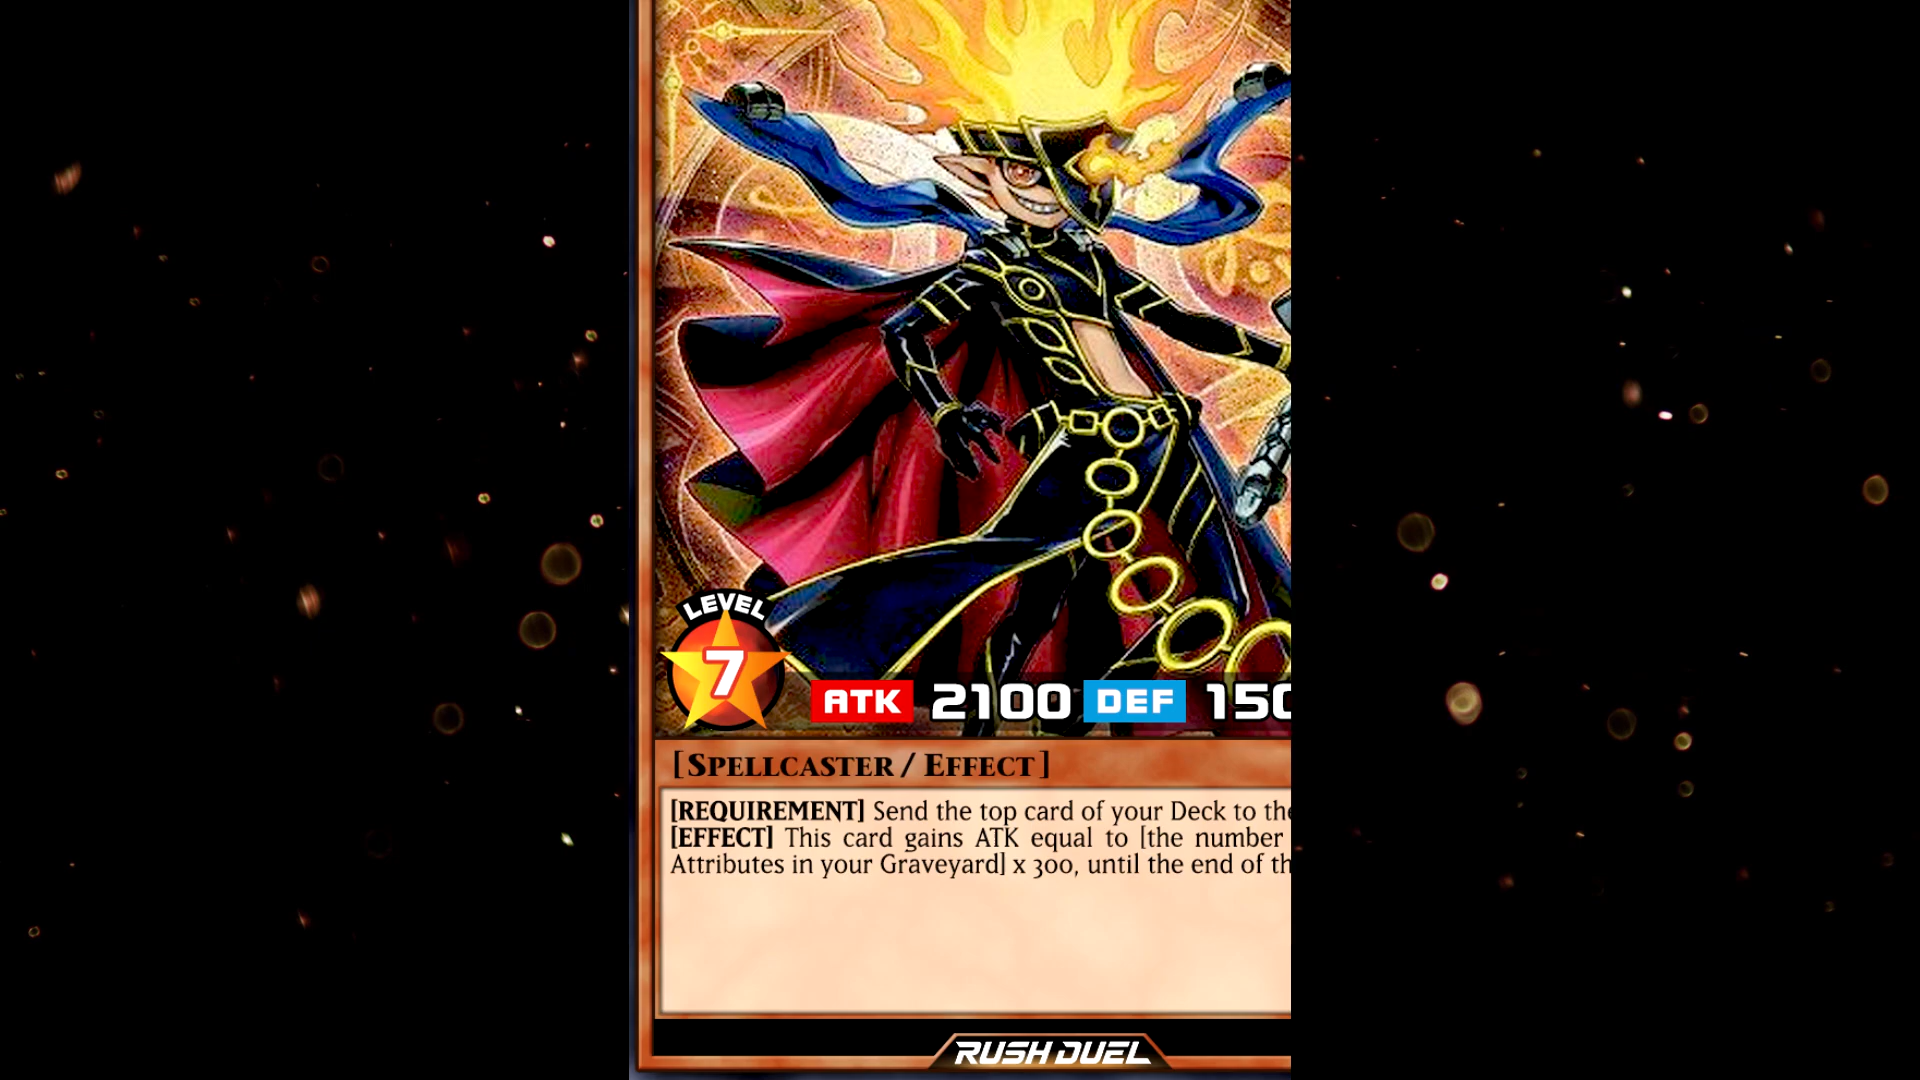 LEVEL
7
ATK 2100 DEF 150
[SPELLCASTER / EFFECT]
[REQUIREMENT] Send the top card of your Deck to the
[EFFECT] This card gains ATK equal to [the number
Attributes in your Graveyard] x 300, until the end of th
RUSH DUEL